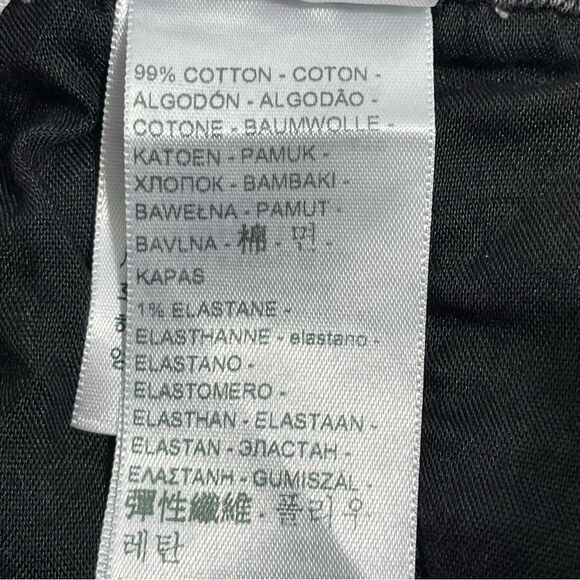 99% COTTON - COTON -
ALGODÓN - ALGODÃO -
COTONE - BAUMWOLLE -
KATOEN - PAMUK -
ХЛОПОК - BAMBAKI -
BAWEŁNA - PAMUT -
BAVLNA - 棉 - 면 -
KAPAS
1% ELASTANE -
ELASTHANNE - elastano -
ELASTANO -
ELASTOMERO -
ELASTHAN - ELASTAAN -
ELASTAN - ЭЛАСТАН -
ΕΛΑΣΤΑΝΗ - GUMISZAL -
彈性纖維 - 폴리우
레탄